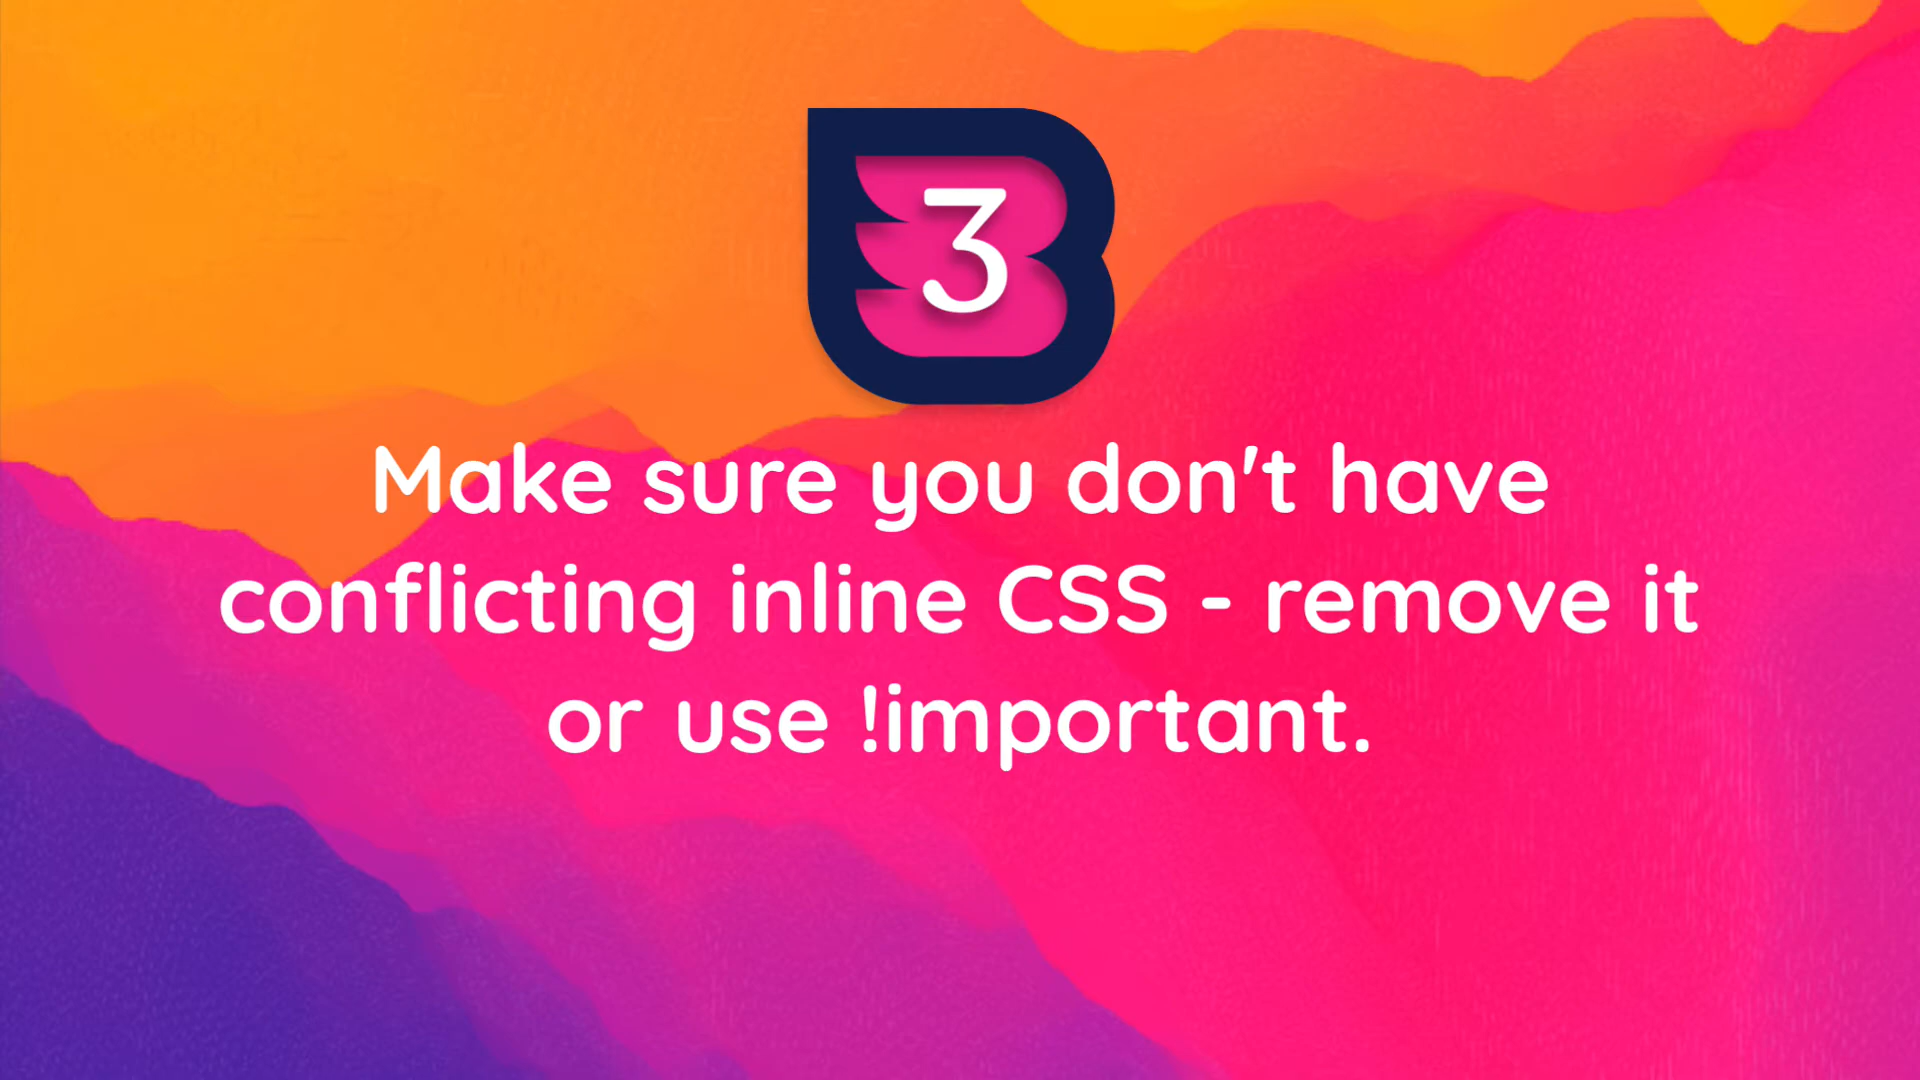 3
Make sure you don't have
conflicting inline CSS - remove it
or use !important.